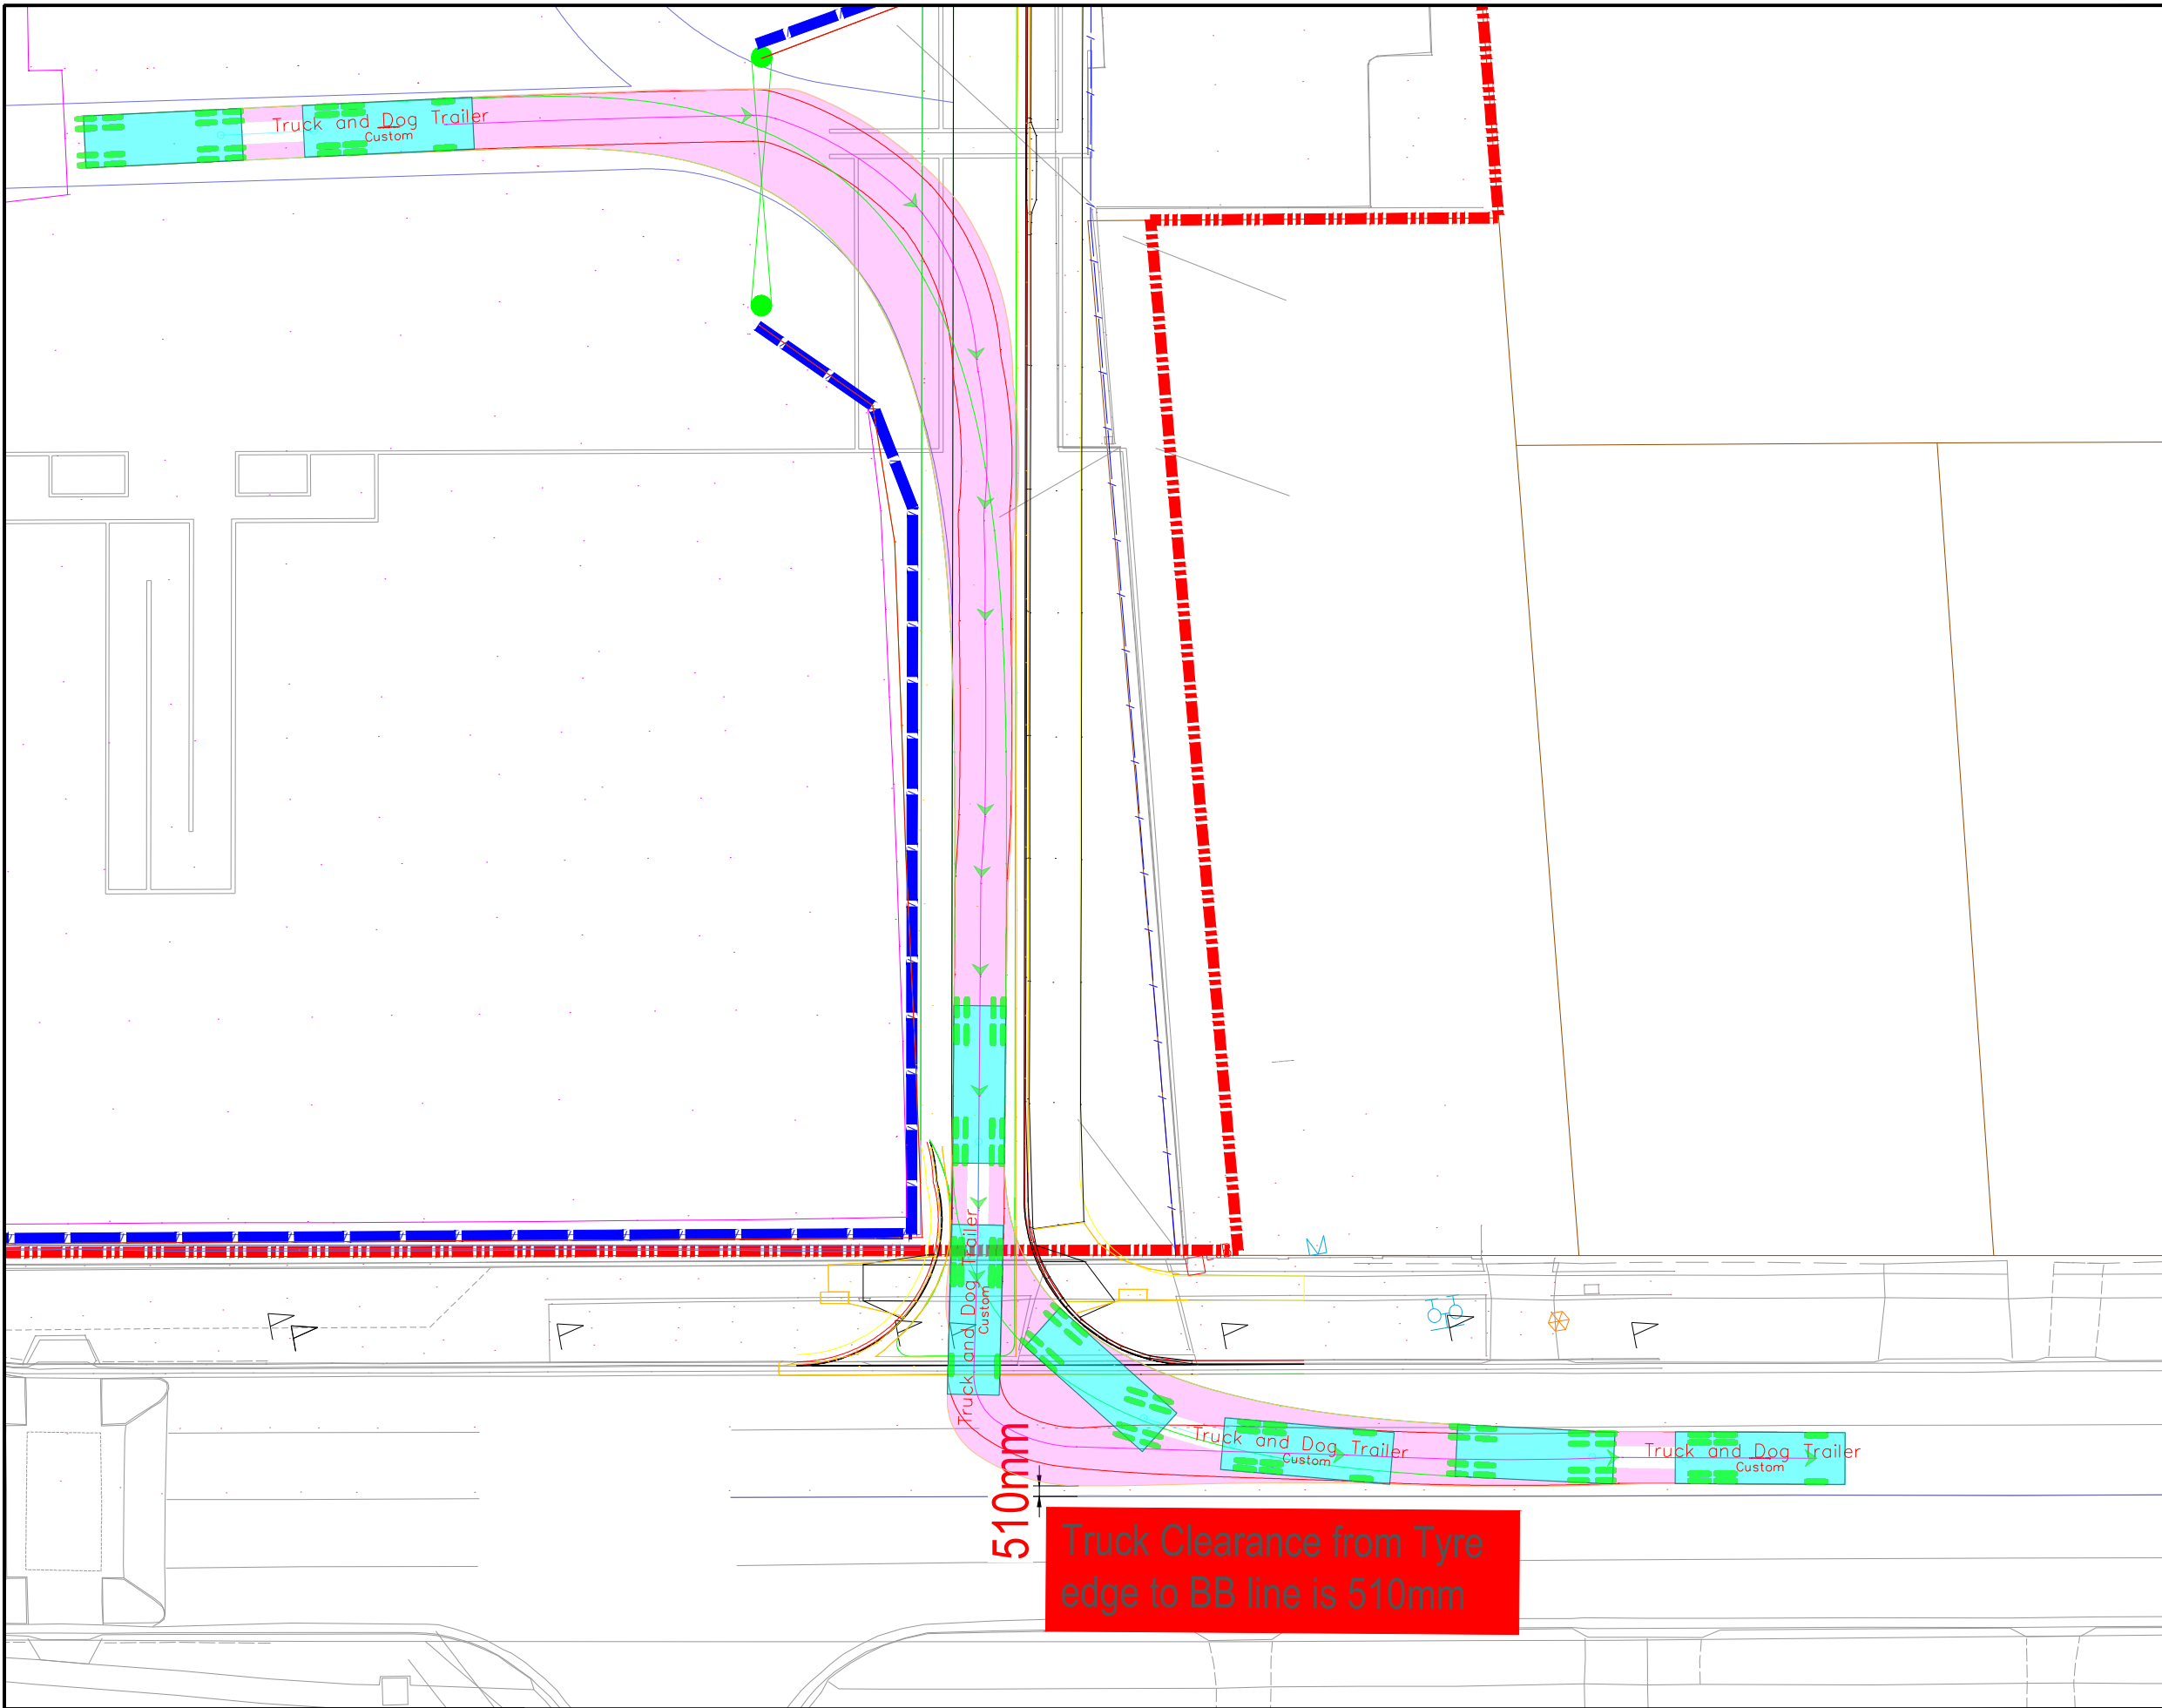 Truck and Dog Trailer
Custom
Truck and Dog Trailer
Custom
Truck and Dog Trailer
Custom
Truck and Dog Trailer
Custom
510mm
Truck Clearance from Tyre
edge to BB line is 510mm